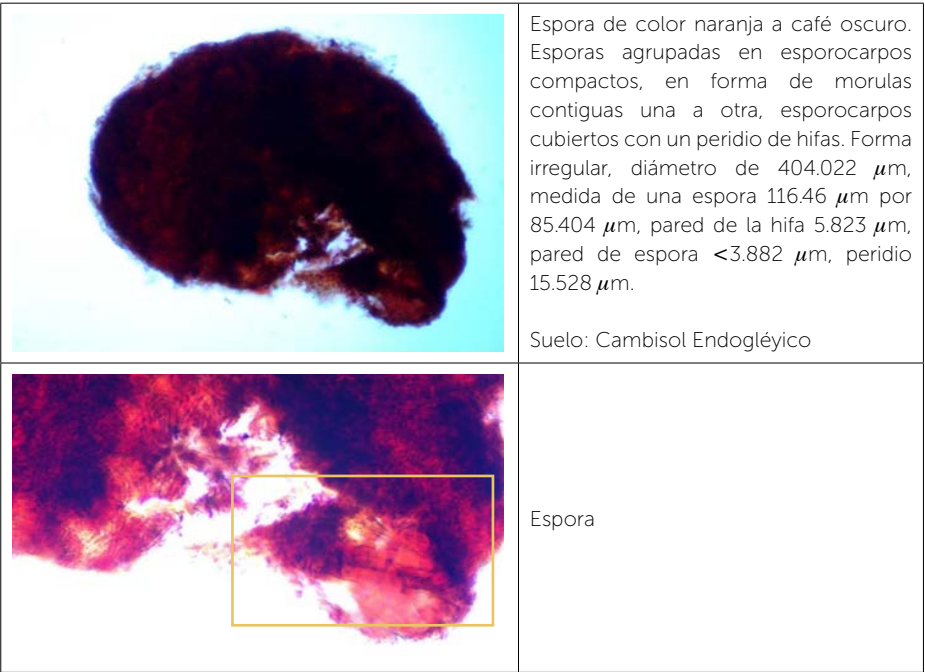 Espora de color naranja a café oscuro.
Esporas agrupadas en esporocarpos
compactos, en forma de morulas
contiguas una a otra, esporocarpos
cubiertos con un peridio de hifas. Forma
irregular, diámetro de 404.022 μm,
medida de una espora 116.46 μm por
85.404 μm, pared de la hifa 5.823 μm,
pared de espora <3.882 μm, peridio
15.528 μm.
Suelo: Cambisol Endogléyico
Espora